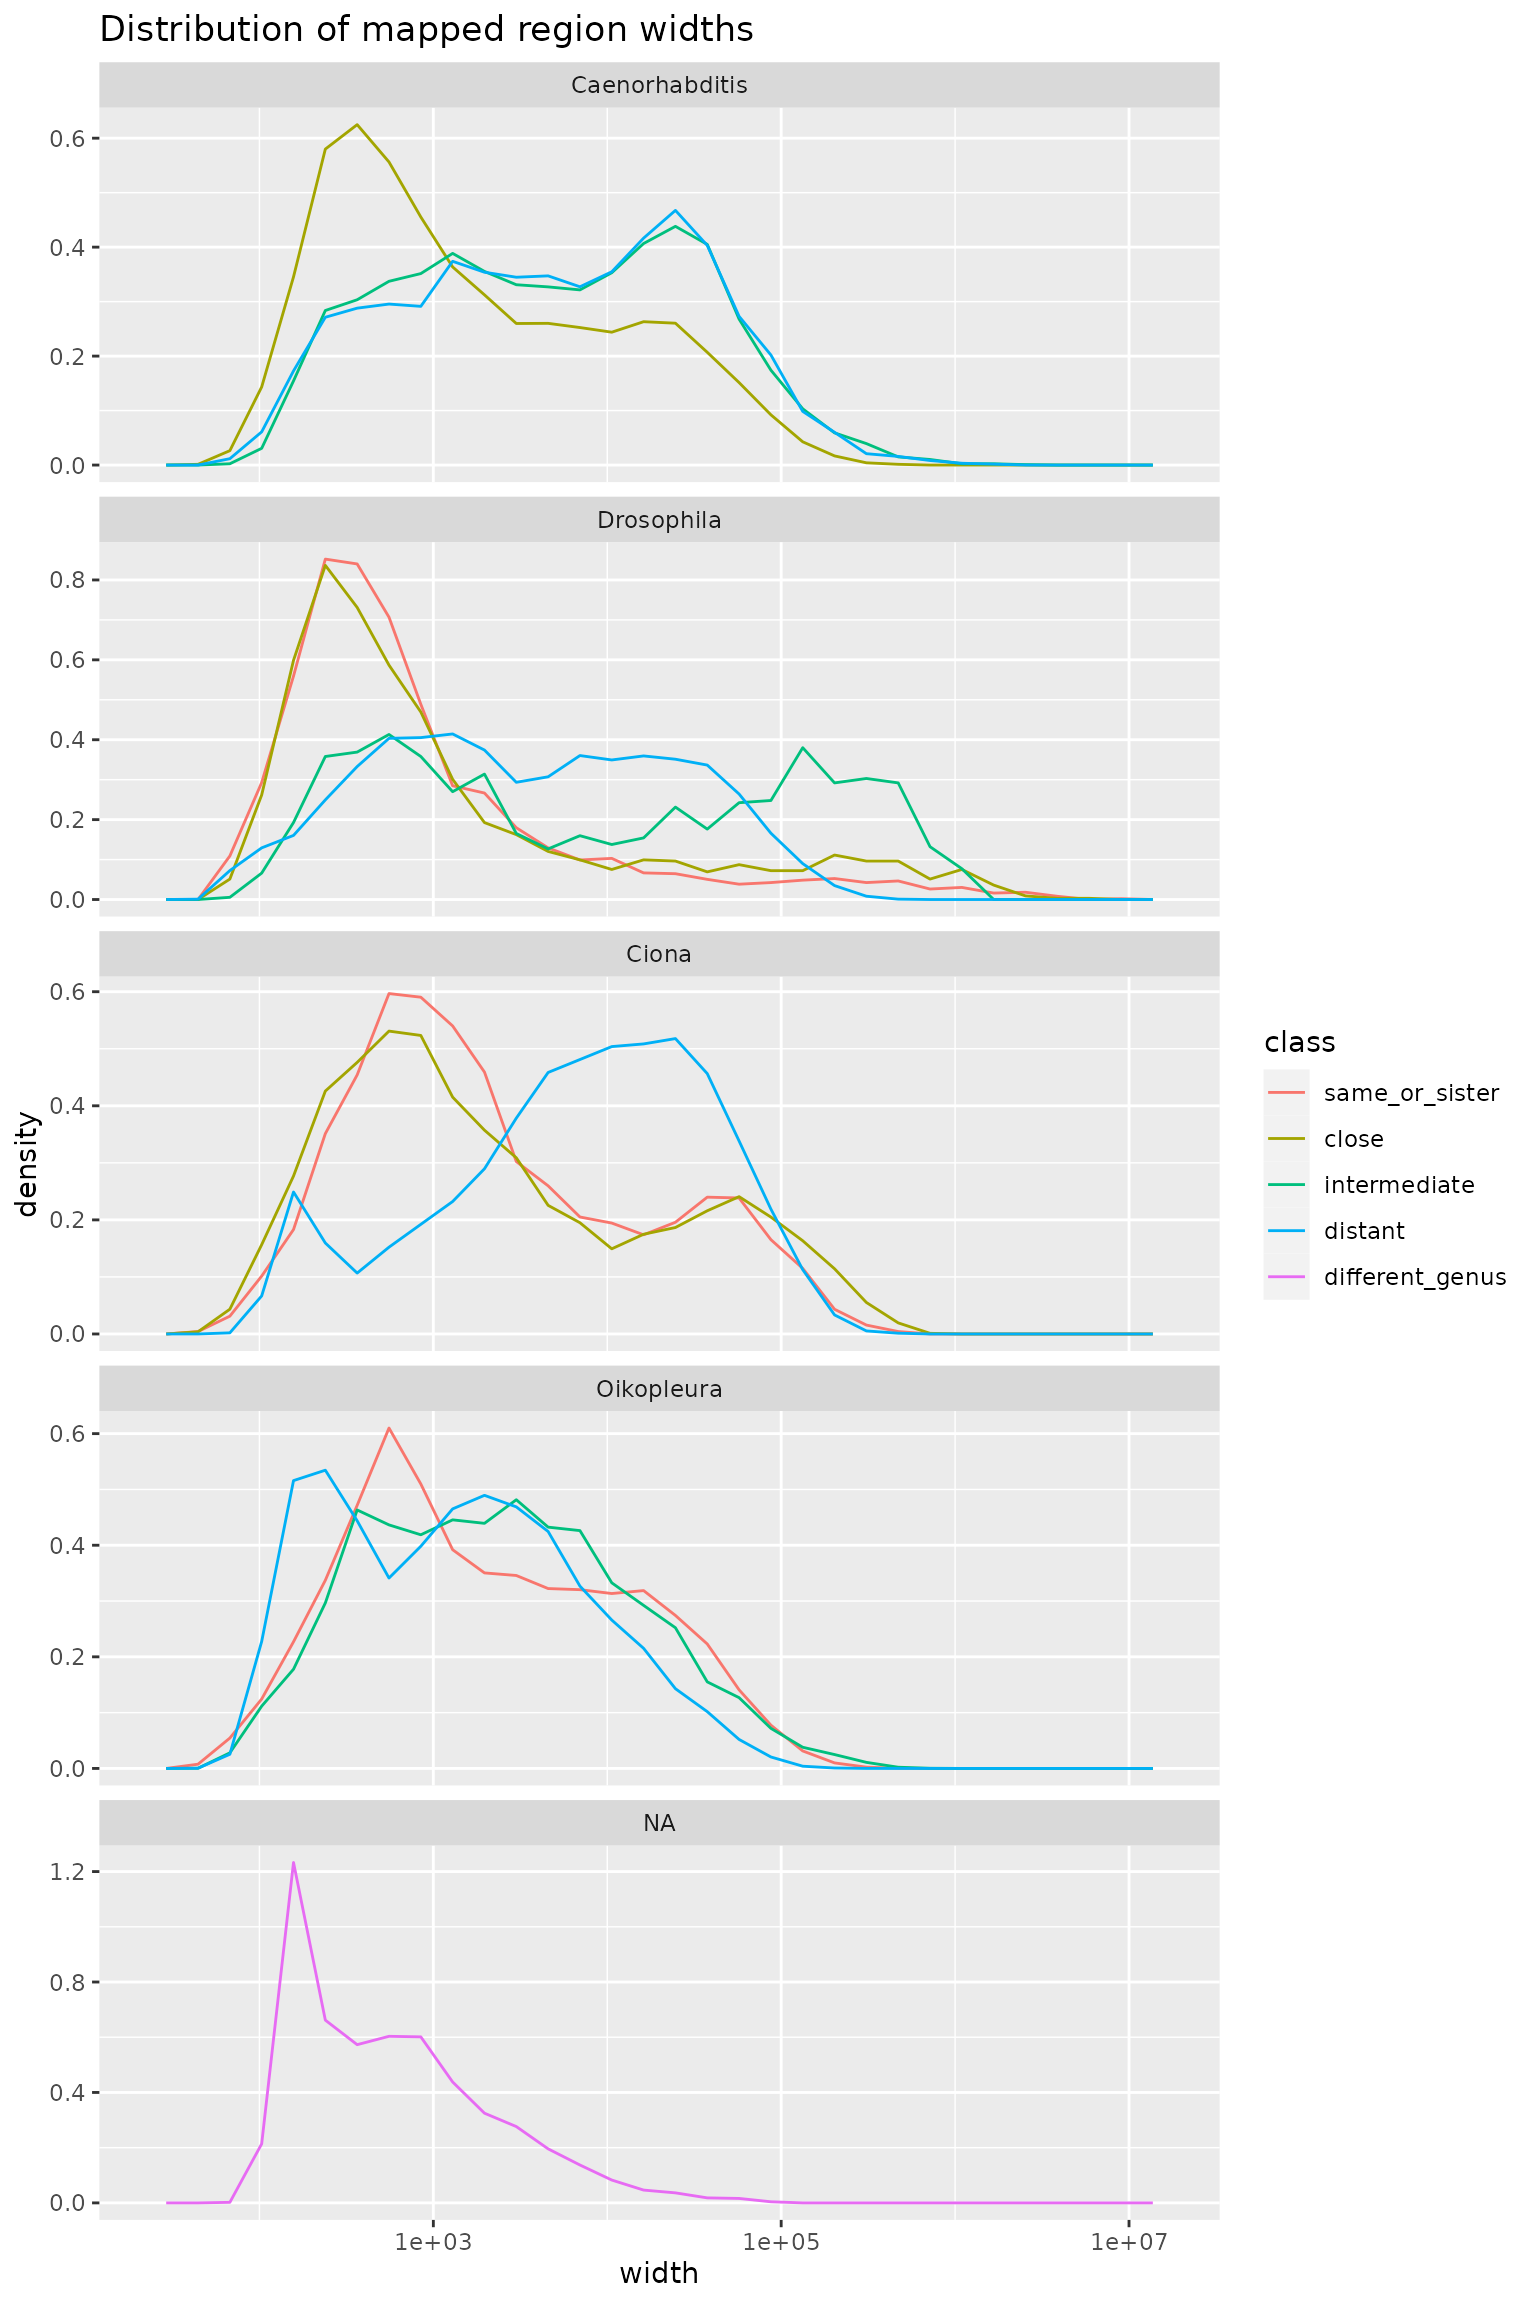 Distribution of mapped region widths
Caenorhabditis
0.6
0.4
0.2
0.0
Drosophila
0.8
0.6
0.4
0.2
0.0
Ciona
0.6
0.4
0.2
0.0
Oikopleura
0.6
0.4
0.2
0.0
NA
1.2
0.8
0.4
0.0
1e+03 1e+05 1e+07
width
density
class
same_or_sister
close
intermediate
distant
different_genus